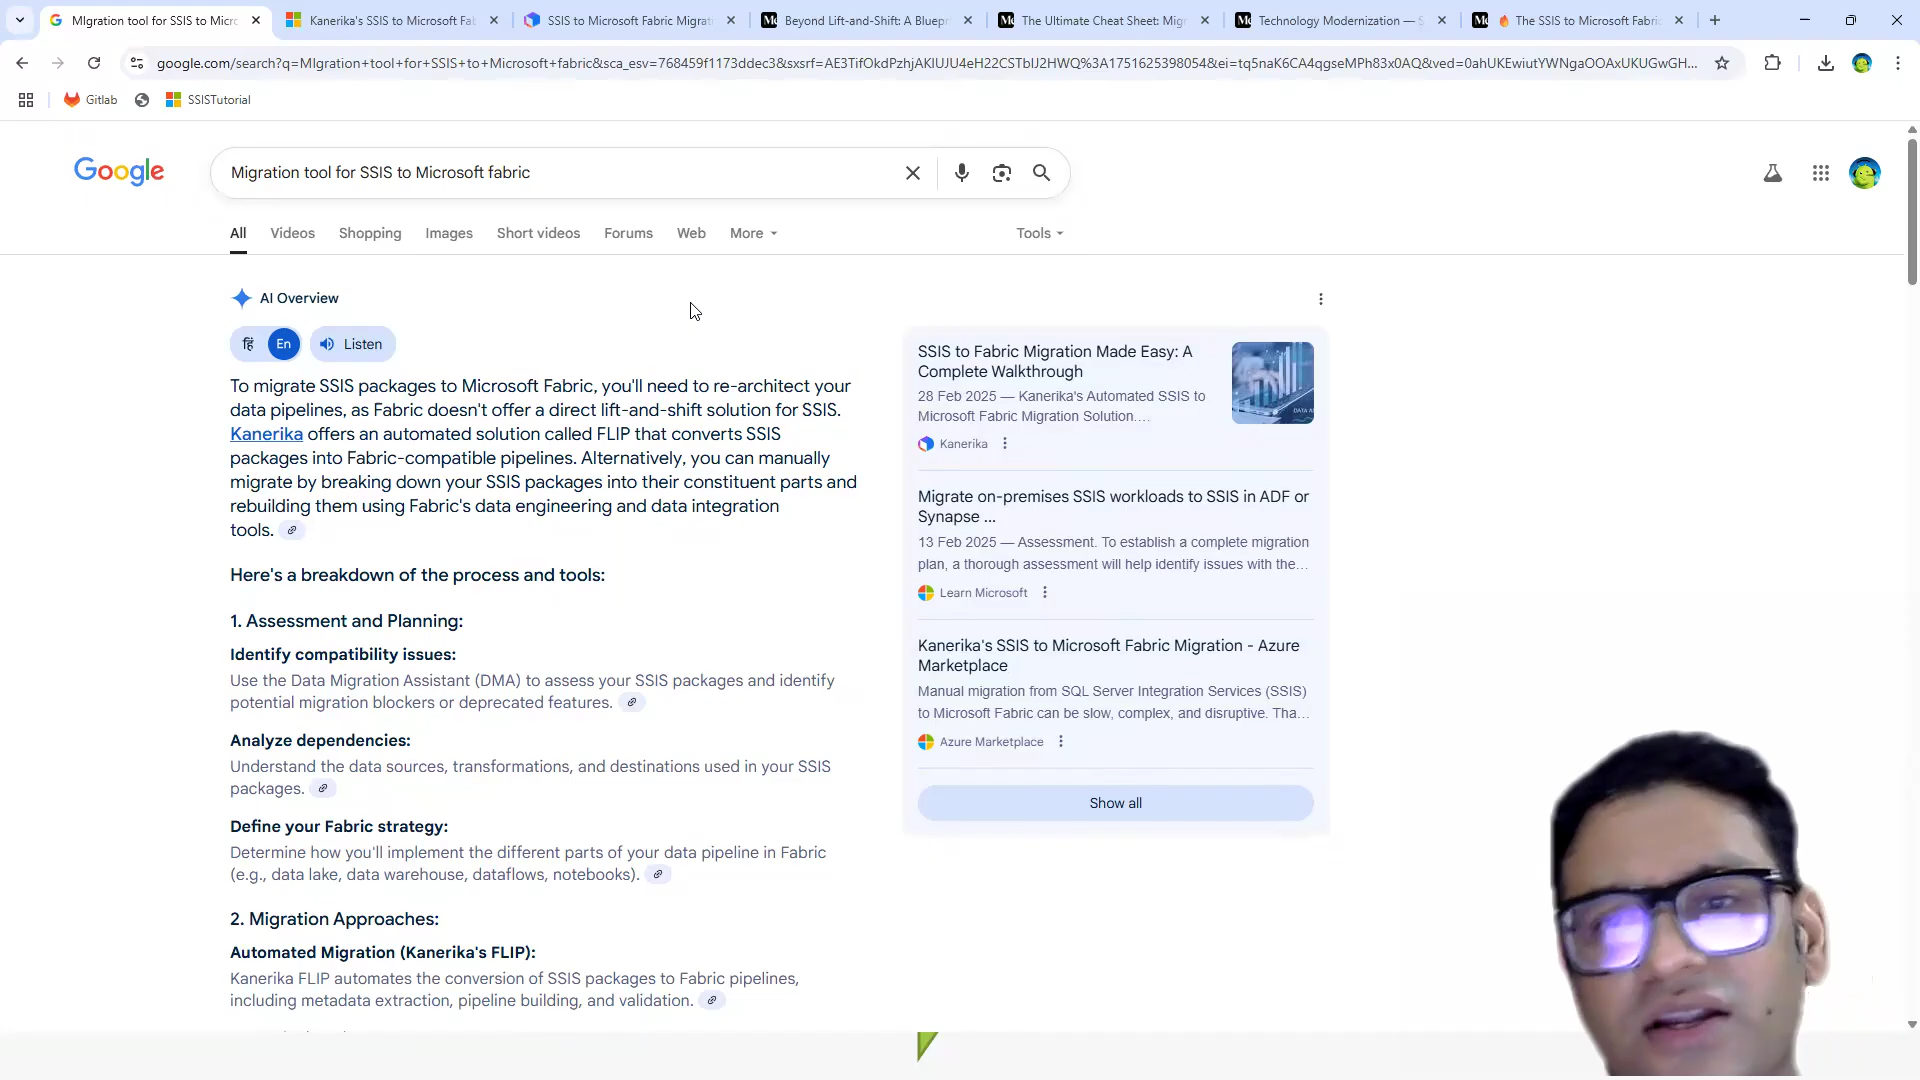 MIgration tool for SSIS to Micro
Kanerika's SSIS to Microsoft Fab
SSIS to Microsoft Fabric Migrat
Beyond Lift-and-Shift: A Bluepr
The Ultimate Cheat Sheet: Migr
Technology Modernization — S
The SSIS to Microsoft Fabric
google.com/search?q=MIgration+tool+for+SSIS+to+Microsoft+fabric&sca_esv=768459f1173ddec3&sxsrf=AE3TifOkdPzhjAKlUJU4eH22CSTblJ2HWQ%3A1751625398054&ei=tq5naK6CA4qgseMPh83x0AQ&ved=0ahUKEwiutYWNgaOOAxUKUGwGH...
Gitlab
SSISTutorial
Google
Migration tool for SSIS to Microsoft fabric
All
Videos
Shopping
Images
Short videos
Forums
Web
More
Tools
AI Overview
हिं
En
Listen
To migrate SSIS packages to Microsoft Fabric, you'll need to re-architect your
data pipelines, as Fabric doesn't offer a direct lift-and-shift solution for SSIS.
Kanerika offers an automated solution called FLIP that converts SSIS
packages into Fabric-compatible pipelines. Alternatively, you can manually
migrate by breaking down your SSIS packages into their constituent parts and
rebuilding them using Fabric's data engineering and data integration
tools.
Here's a breakdown of the process and tools:
1. Assessment and Planning:
Identify compatibility issues:
Use the Data Migration Assistant (DMA) to assess your SSIS packages and identify
potential migration blockers or deprecated features.
Analyze dependencies:
Understand the data sources, transformations, and destinations used in your SSIS
packages.
Define your Fabric strategy:
Determine how you'll implement the different parts of your data pipeline in Fabric
(e.g., data lake, data warehouse, dataflows, notebooks).
2. Migration Approaches:
Automated Migration (Kanerika's FLIP):
Kanerika FLIP automates the conversion of SSIS packages to Fabric pipelines,
including metadata extraction, pipeline building, and validation.
SSIS to Fabric Migration Made Easy: A
Complete Walkthrough
28 Feb 2025 — Kanerika's Automated SSIS to
Microsoft Fabric Migration Solution....
Kanerika
Migrate on-premises SSIS workloads to SSIS in ADF or
Synapse ...
13 Feb 2025 — Assessment. To establish a complete migration
plan, a thorough assessment will help identify issues with the...
Learn Microsoft
Kanerika's SSIS to Microsoft Fabric Migration - Azure
Marketplace
Manual migration from SQL Server Integration Services (SSIS)
to Microsoft Fabric can be slow, complex, and disruptive. Tha...
Azure Marketplace
Show all